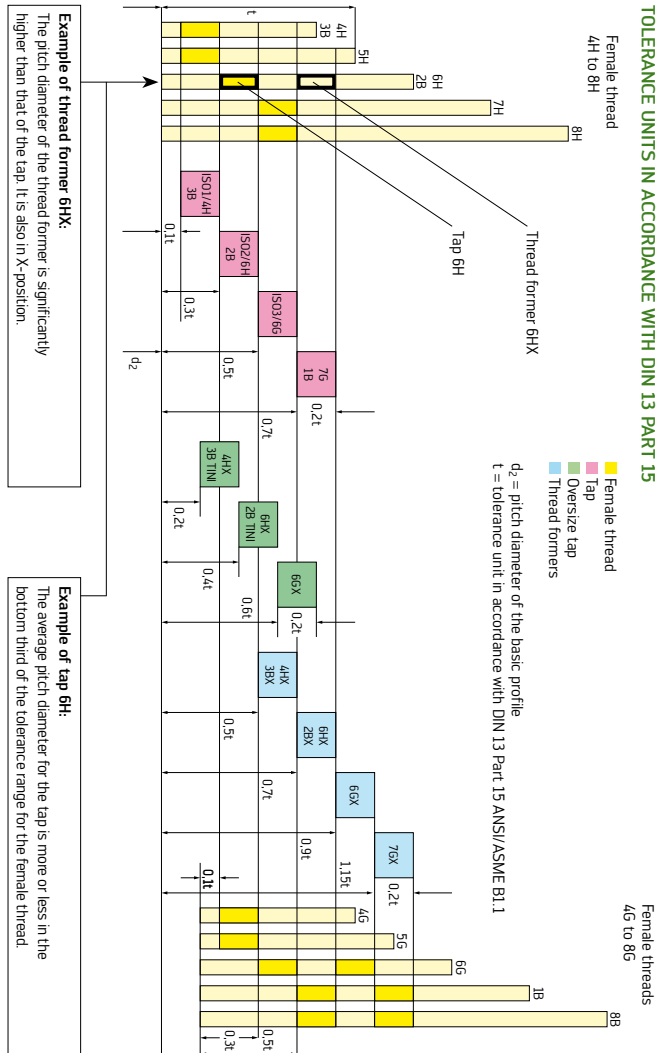 TOLERANCE UNITS IN ACCORDANCE WITH DIN 13 PART 15
Female thread
4H to 8H
Thread former 6HX
Tap 6H
Female thread
Tap
Oversize tap
Thread formers
d2 = pitch diameter of the basic profile
t = tolerance unit in accordance with DIN 13 Part 15 ANSI/ASME B1.1
Female threads
4G to 8G
t
4H
3B
5H
6H
2B
7H
8H
ISO1/4H
3B
ISO2/6H
2B
ISO3/6G
7G
1B
0,1t
0,3t
0,5t
0,7t
0,2t
d2
4HX
3B TINI
6HX
2B TINI
6GX
0,2t
0,4t
0,6t
0,2t
4HX
3BX
6HX
2BX
6GX
7GX
0,5t
0,7t
0,9t
1,15t
0,2t
0,1t
4G
5G
6G
1B
8B
0,3t
0,5t
Example of thread former 6HX:
The pitch diameter of the thread former is significantly
higher than that of the tap. It is also in X-position.
Example of tap 6H:
The average pitch diameter for the tap is more or less in the
bottom third of the tolerance range for the female thread.